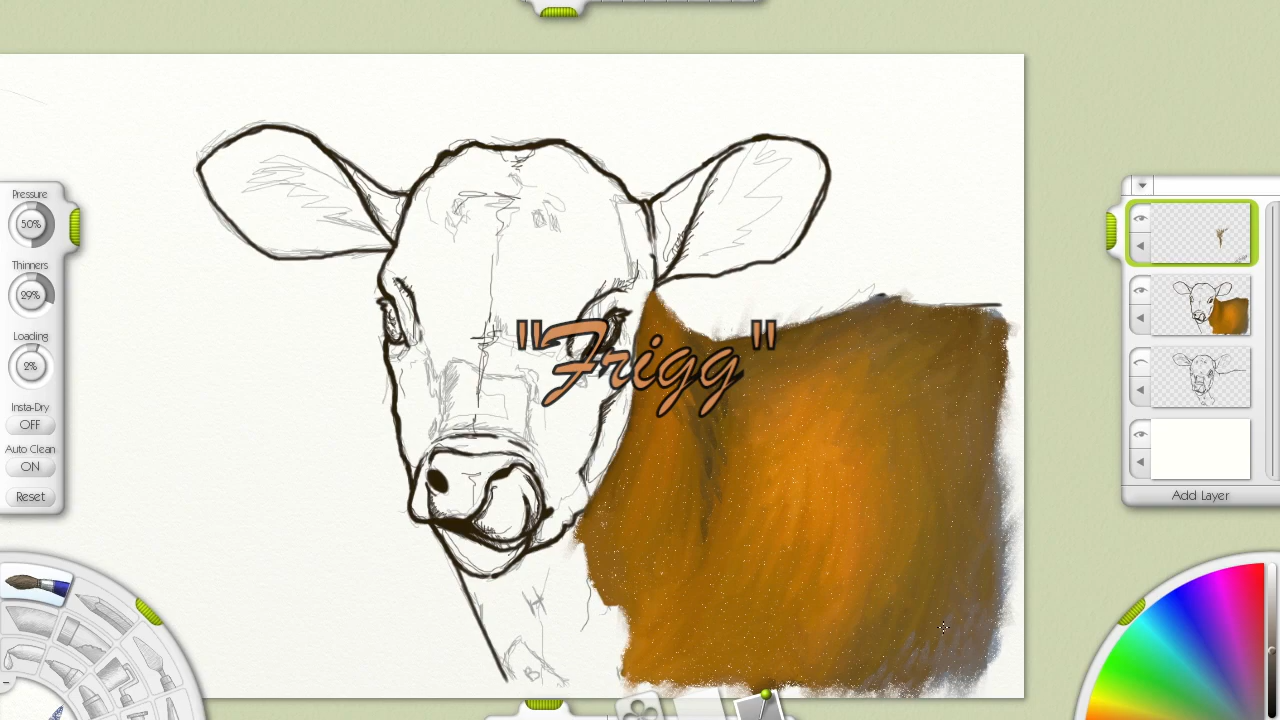 Pressure
50%
Thinners
29%
Loading
2%
Insta-Dry
OFF
Auto Clean
ON
Reset
"Frigg"
Add Layer